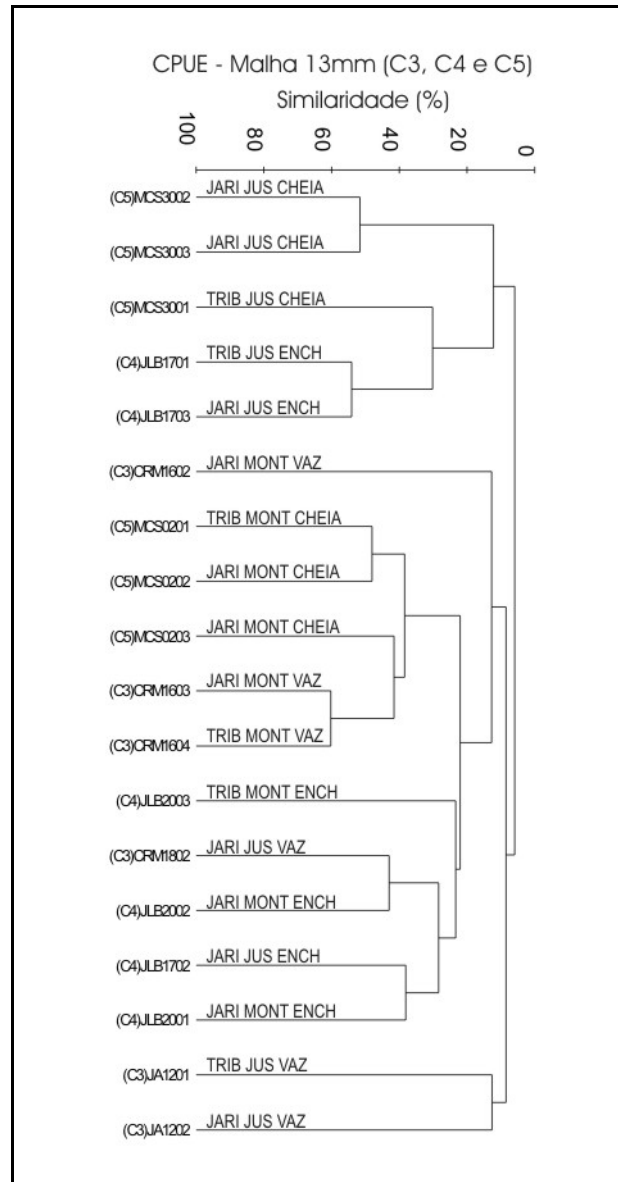 CPUE - Malha 13mm (C3, C4 e C5)
Similaridade (%)
100 80 60 40 20 0
(C5)MCS3002 JARI JUS CHEIA
(C5)MCS3003 JARI JUS CHEIA
(C5)MCS3001 TRIB JUS CHEIA
(C4)JLB1701 TRIB JUS ENCH
(C4)JLB1703 JARI JUS ENCH
(C3)CRM1602 JARI MONT VAZ
(C5)MCS0201 TRIB MONT CHEIA
(C5)MCS0202 JARI MONT CHEIA
(C5)MCS0203 JARI MONT CHEIA
(C3)CRM1603 JARI MONT VAZ
(C3)CRM1604 TRIB MONT VAZ
(C4)JLB2003 TRIB MONT ENCH
(C3)CRM1802 JARI JUS VAZ
(C4)JLB2002 JARI MONT ENCH
(C4)JLB1702 JARI JUS ENCH
(C4)JLB2001 JARI MONT ENCH
(C3)JA1201 TRIB JUS VAZ
(C3)JA1202 JARI JUS VAZ